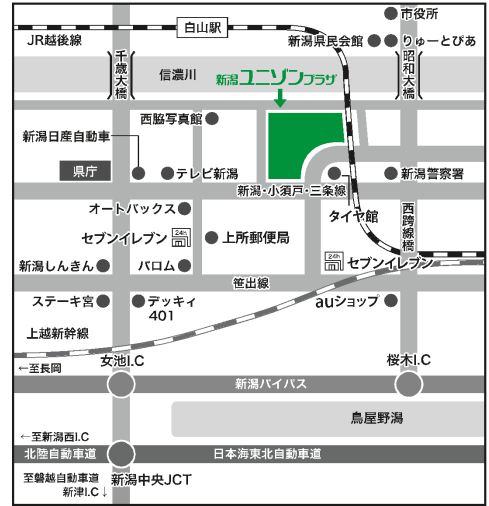 市役所
白山駅
JR越後線
新潟県民会館
りゅーとぴあ
千歳大橋
昭和大橋
信濃川
新潟ユニゾンプラザ
西脇写真館
新潟日産自動車
県庁
テレビ新潟
新潟警察署
新潟・小須戸・三条線
タイヤ館
オートバックス
西跨線橋
セブンイレブン
24h
上所郵便局
24h
セブンイレブン
新潟しんきん
バロム
笹出線
ステーキ宮
デッキィ
401
auショップ
上越新幹線
女池I.C
桜木I.C
←至長岡
新潟バイパス
鳥屋野潟
←至新潟西I.C
北陸自動車道
日本海東北自動車道
至磐越自動車道
新津I.C↓
新潟中央JCT